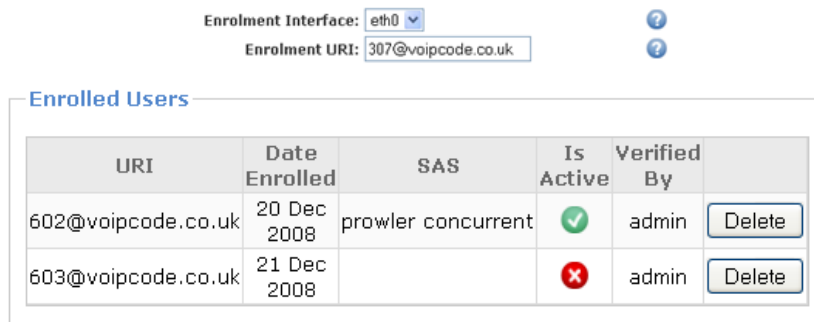 Enrolment Interface: eth0
Enrolment URI: 307@voipcode.co.uk
Enrolled Users
URI Date Enrolled SAS Is Active Verified By
602@voipcode.co.uk 20 Dec 2008 prowler concurrent admin Delete
603@voipcode.co.uk 21 Dec 2008 admin Delete